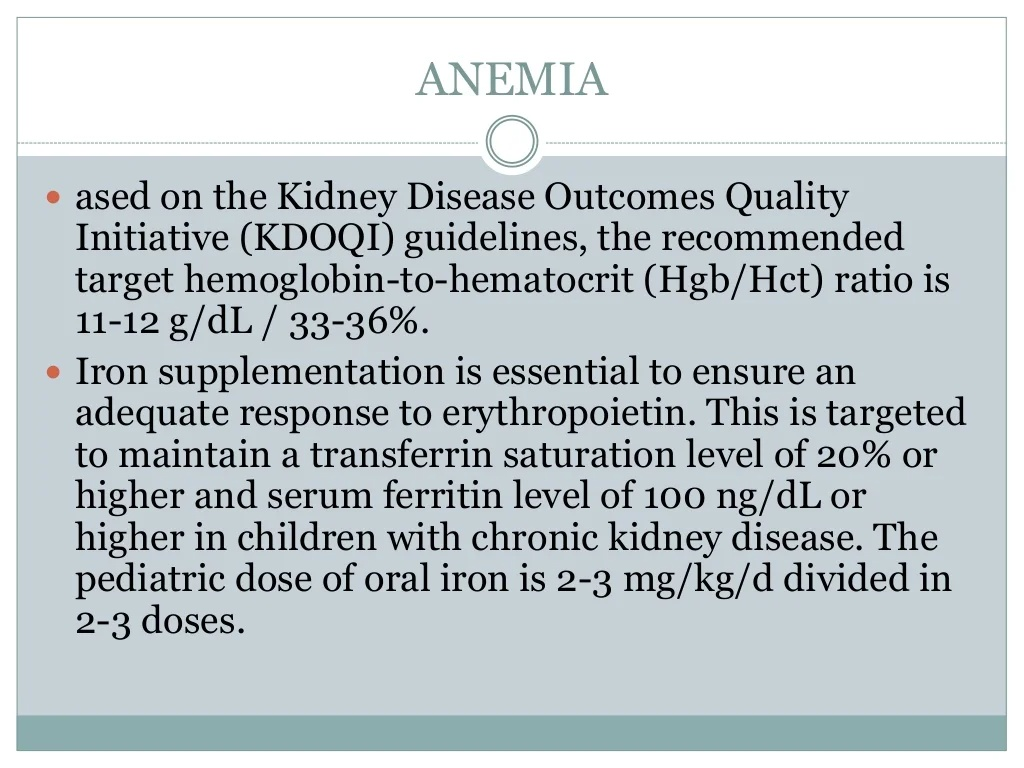 ANEMIA
• ased on the Kidney Disease Outcomes Quality
Initiative (KDOQI) guidelines, the recommended
target hemoglobin-to-hematocrit (Hgb/Hct) ratio is
11-12 g/dL / 33-36%.
• Iron supplementation is essential to ensure an
adequate response to erythropoietin. This is targeted
to maintain a transferrin saturation level of 20% or
higher and serum ferritin level of 100 ng/dL or
higher in children with chronic kidney disease. The
pediatric dose of oral iron is 2-3 mg/kg/d divided in
2-3 doses.